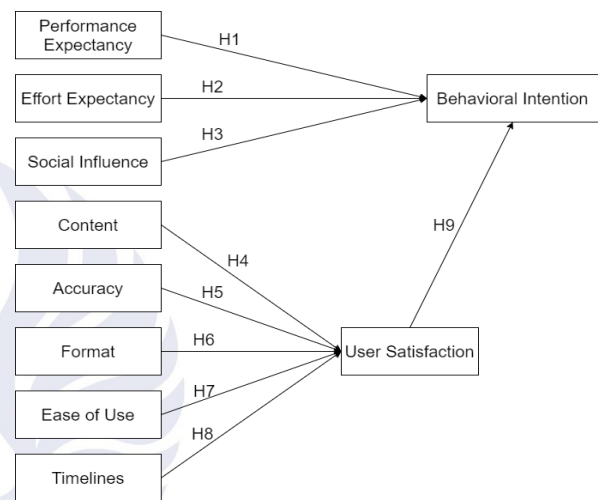 Performance
Expectancy
H1
Effort Expectancy
H2
Behavioral Intention
H3
Social Influence
Content
H4
H9
Accuracy
H5
Format
H6
User Satisfaction
H7
Ease of Use
H8
Timelines